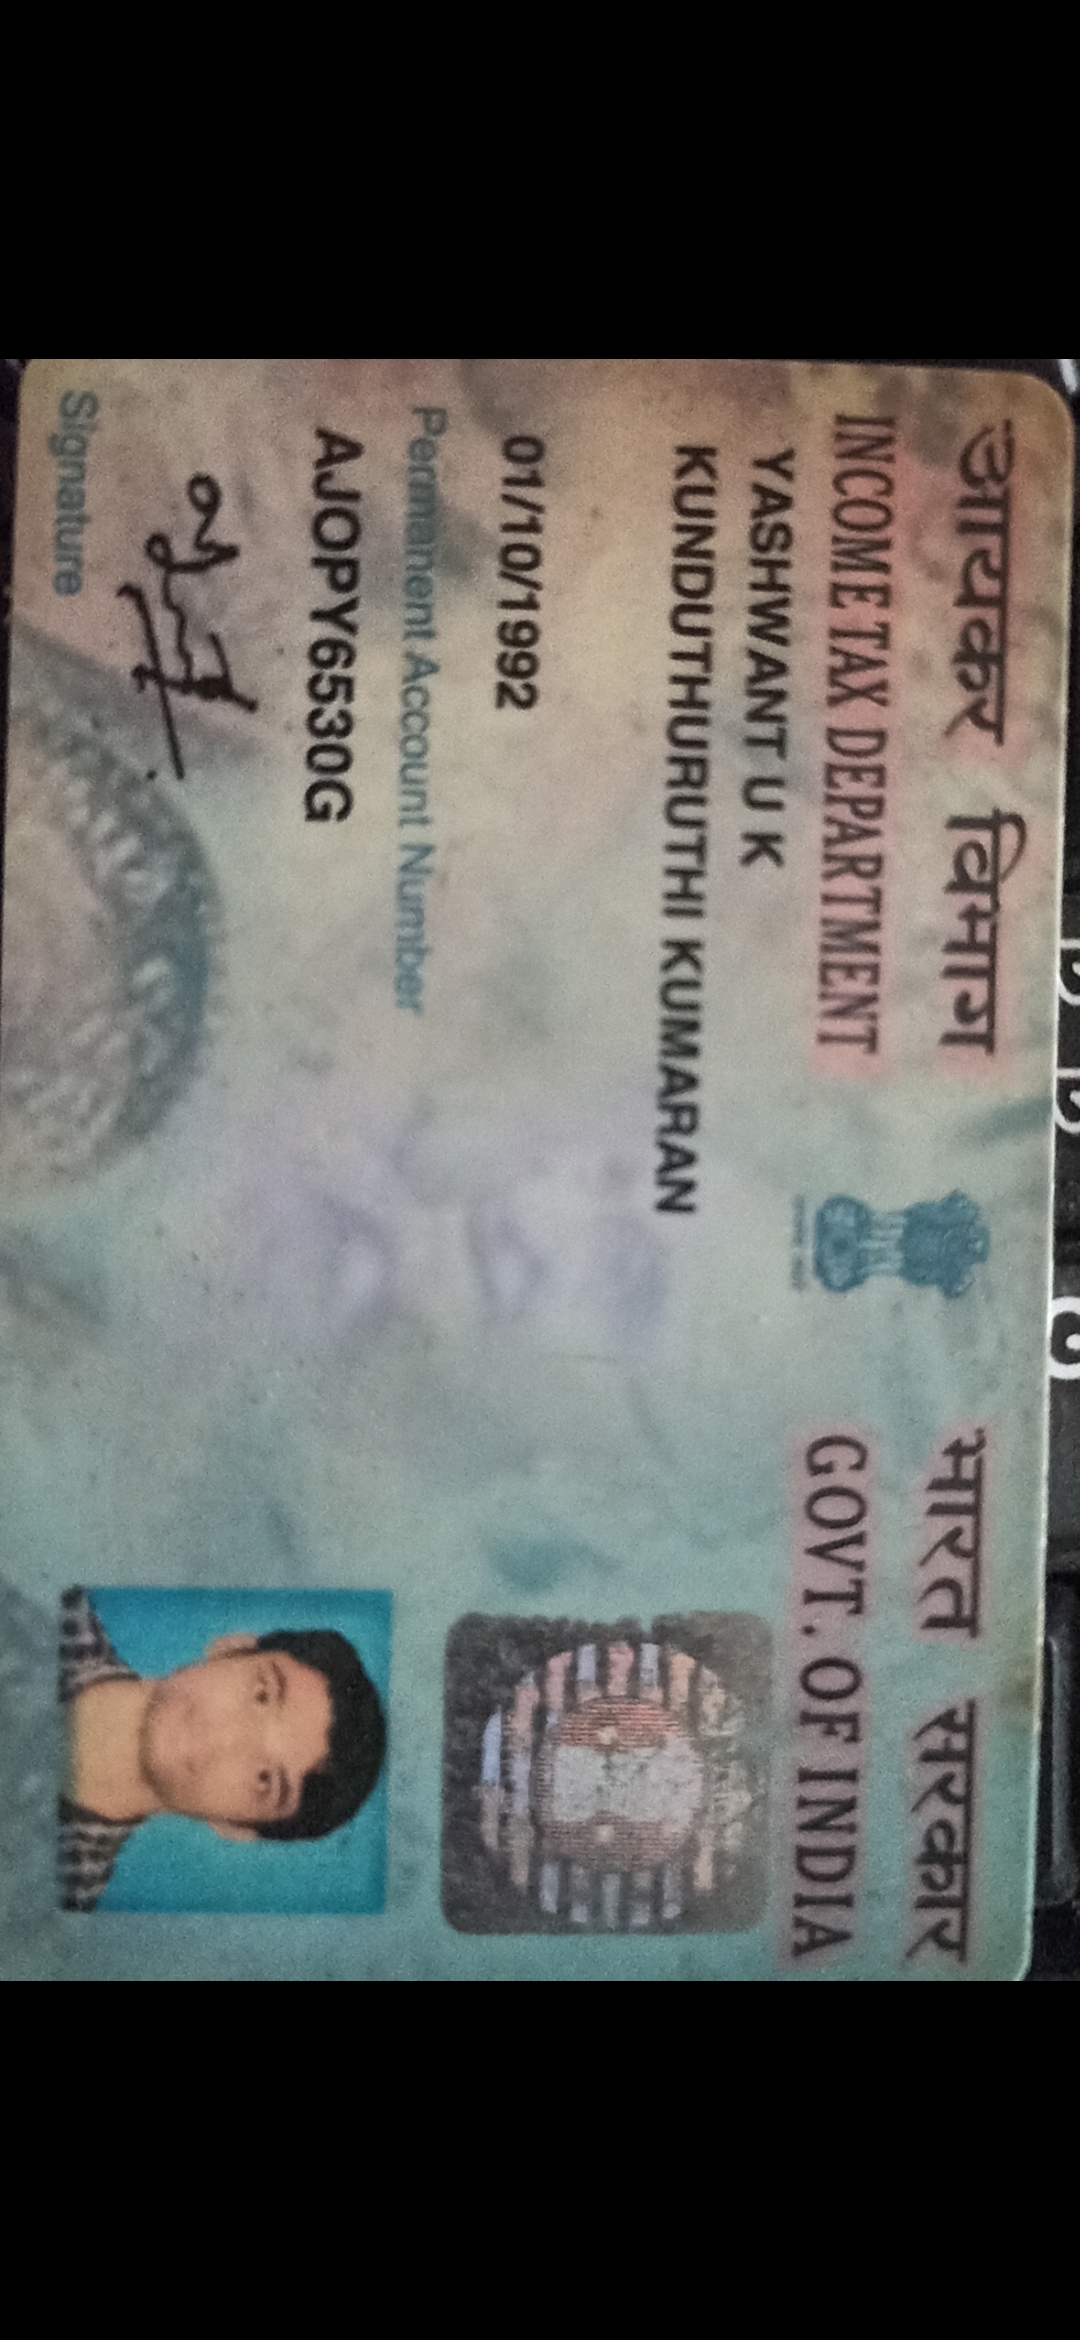 आयकर विभाग
INCOME TAX DEPARTMENT
भारत सरकार
GOVT. OF INDIA
YASHWANT U K
KUNDUTHURUTHI KUMARAN
01/10/1992
Permanent Account Number
AJOPY6530G
Signature